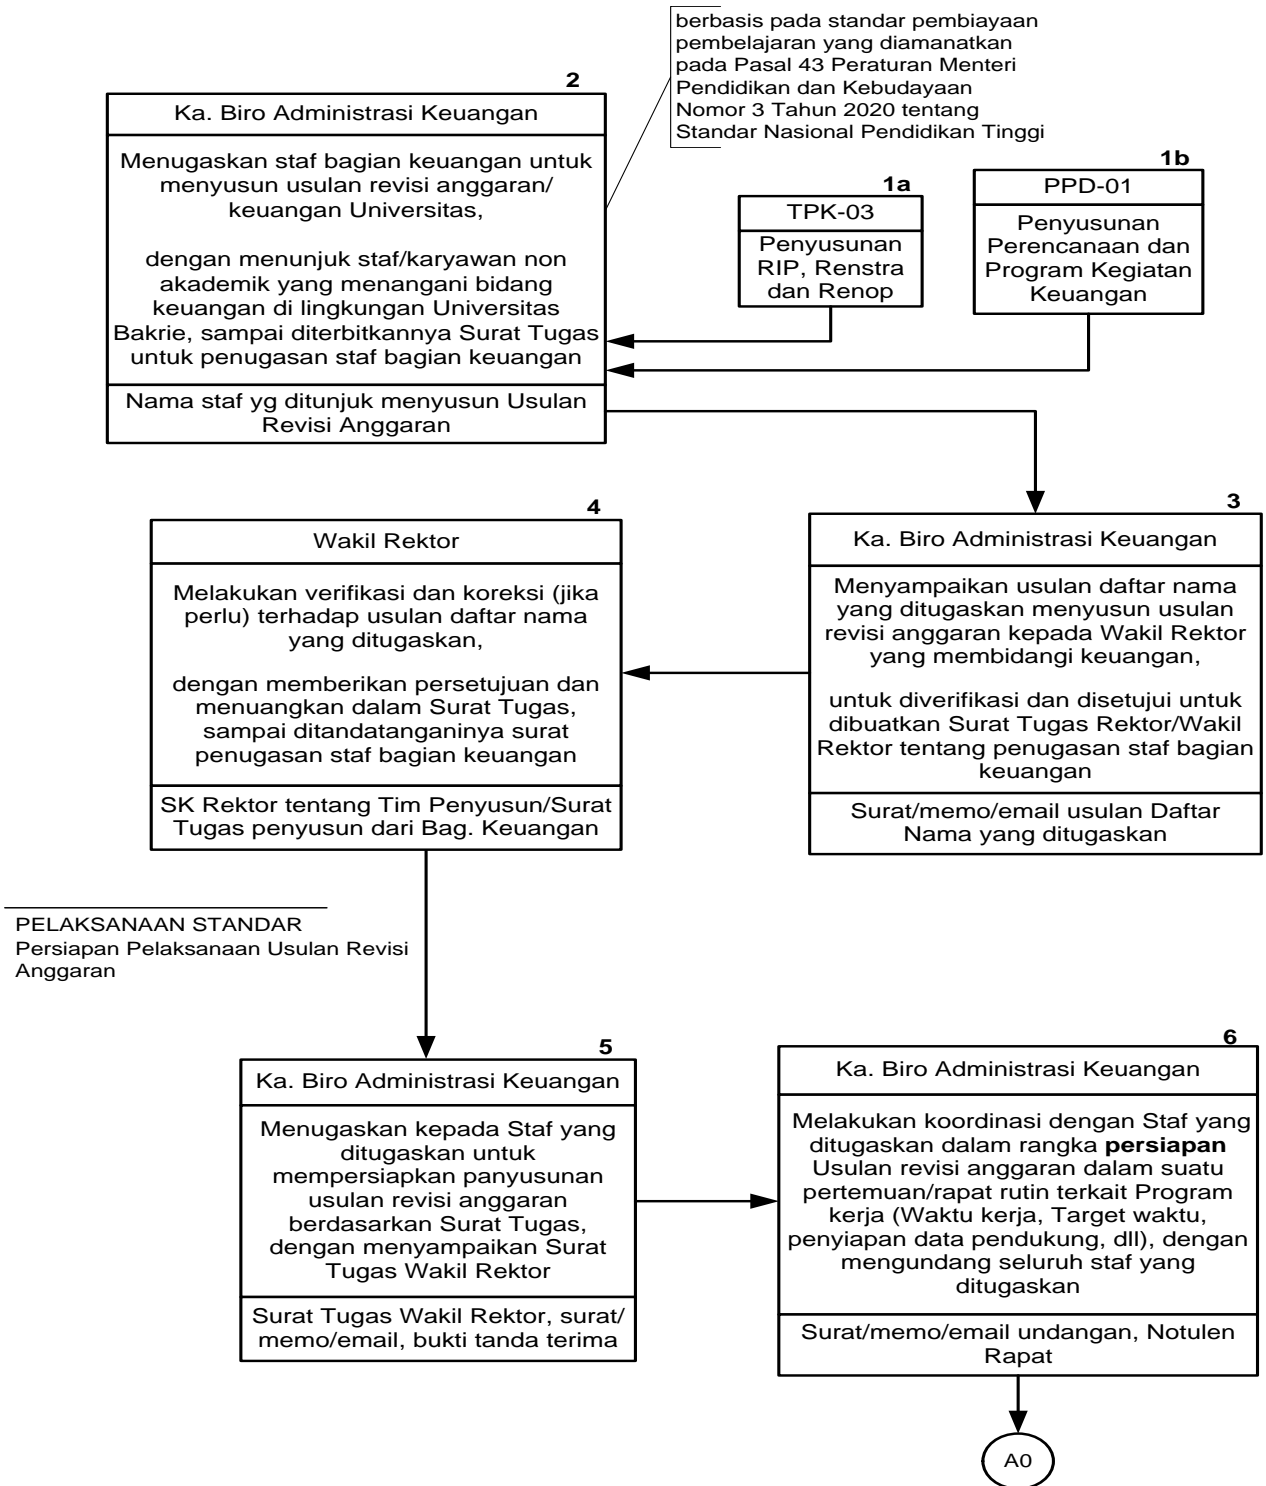 berbasis pada standar pembiayaan
pembelajaran yang diamanatkan
pada Pasal 43 Peraturan Menteri
Pendidikan dan Kebudayaan
Nomor 3 Tahun 2020 tentang
Standar Nasional Pendidikan Tinggi
2
Ka. Biro Administrasi Keuangan
Menugaskan staf bagian keuangan untuk
menyusun usulan revisi anggaran/
keuangan Universitas,
dengan menunjuk staf/karyawan non
akademik yang menangani bidang
keuangan di lingkungan Universitas
Bakrie, sampai diterbitkannya Surat Tugas
untuk penugasan staf bagian keuangan
Nama staf yg ditunjuk menyusun Usulan
Revisi Anggaran
1a
TPK-03
Penyusunan
RIP, Renstra
dan Renop
1b
PPD-01
Penyusunan
Perencanaan dan
Program Kegiatan
Keuangan
3
Ka. Biro Administrasi Keuangan
Menyampaikan usulan daftar nama
yang ditugaskan menyusun usulan
revisi anggaran kepada Wakil Rektor
yang membidangi keuangan,
untuk diverifikasi dan disetujui untuk
dibuatkan Surat Tugas Rektor/Wakil
Rektor tentang penugasan staf bagian
keuangan
Surat/memo/email usulan Daftar
Nama yang ditugaskan
4
Wakil Rektor
Melakukan verifikasi dan koreksi (jika
perlu) terhadap usulan daftar nama
yang ditugaskan,
dengan memberikan persetujuan dan
menuangkan dalam Surat Tugas,
sampai ditandatanganinya surat
penugasan staf bagian keuangan
SK Rektor tentang Tim Penyusun/Surat
Tugas penyusun dari Bag. Keuangan
PELAKSANAAN STANDAR
Persiapan Pelaksanaan Usulan Revisi
Anggaran
5
Ka. Biro Administrasi Keuangan
Menugaskan kepada Staf yang
ditugaskan untuk
mempersiapkan panyusunan
usulan revisi anggaran
berdasarkan Surat Tugas,
dengan menyampaikan Surat
Tugas Wakil Rektor
Surat Tugas Wakil Rektor, surat/
memo/email, bukti tanda terima
6
Ka. Biro Administrasi Keuangan
Melakukan koordinasi dengan Staf yang
ditugaskan dalam rangka persiapan
Usulan revisi anggaran dalam suatu
pertemuan/rapat rutin terkait Program
kerja (Waktu kerja, Target waktu,
penyiapan data pendukung, dll), dengan
mengundang seluruh staf yang
ditugaskan
Surat/memo/email undangan, Notulen
Rapat
A0